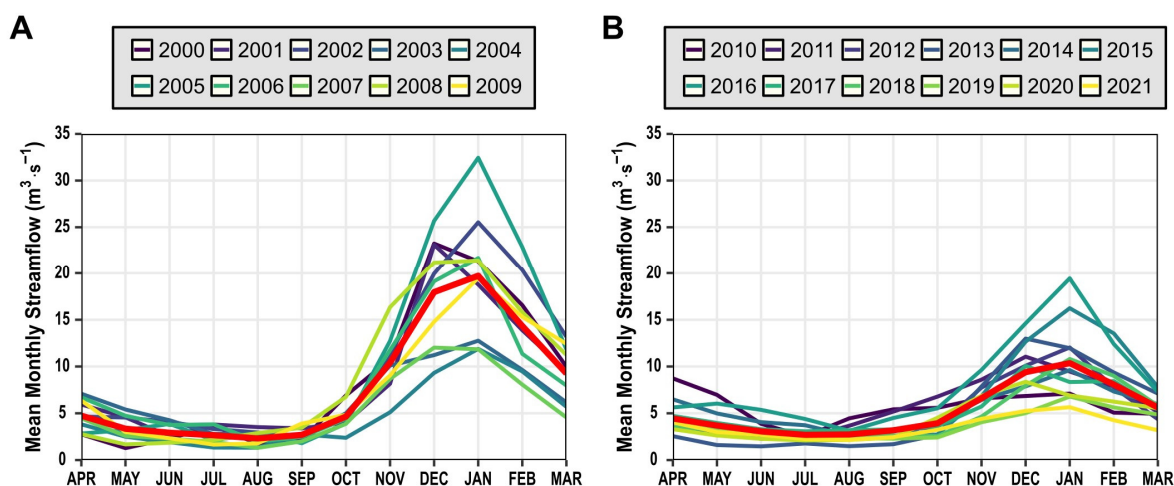 A
2000 2001 2002 2003 2004
2005 2006 2007 2008 2009
Mean Monthly Streamflow (m³·s⁻¹)
35
30
25
20
15
10
5
0
APR MAY JUN JUL AUG SEP OCT NOV DEC JAN FEB MAR
B
2010 2011 2012 2013 2014 2015
2016 2017 2018 2019 2020 2021
Mean Monthly Streamflow (m³·s⁻¹)
35
30
25
20
15
10
5
0
APR MAY JUN JUL AUG SEP OCT NOV DEC JAN FEB MAR